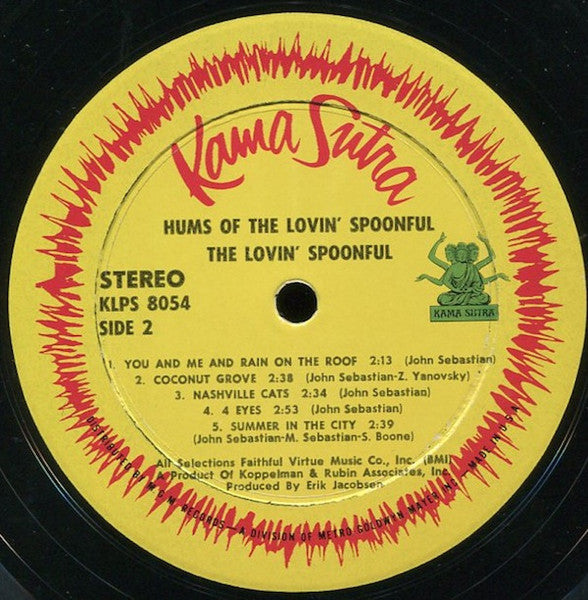 Kama Sutra
HUMS OF THE LOVIN' SPOONFUL
THE LOVIN' SPOONFUL
STEREO
KLPS 8054
SIDE 2
KAMA SUTRA
1. YOU AND ME AND RAIN ON THE ROOF 2:13 (John Sebastian)
2. COCONUT GROVE 2:38 (John Sebastian-Z. Yanovsky)
3. NASHVILLE CATS 2:34 (John Sebastian)
4. 4 EYES 2:53 (John Sebastian)
5. SUMMER IN THE CITY 2:39
(John Sebastian-M. Sebastian-S. Boone)
All Selections Faithful Virtue Music Co., Inc. (BMI)
A Product Of Koppelman & Rubin Associates, Inc.
Produced By Erik Jacobsen
DISTRIBUTED BY M-G-M RECORDS—A DIVISION OF METRO GOLDWYN MAYER INC.—MADE IN U.S.A.